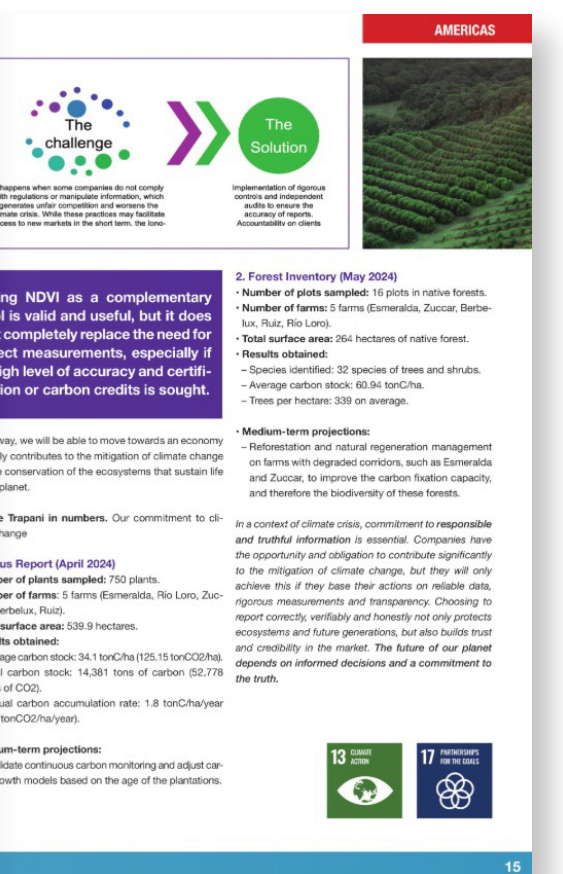 AMERICAS
The
challenge
The
Solution
happens when some companies do not comply
th regulations or manipulate information, which
generates unfair competition and worsens the
mate crisis. While these practices may facilitate
cess to new markets in the short term, the long-
Implementation of rigorous
controls and independent
audits to ensure the
accuracy of reports.
Accountability on clients
ing NDVI as a complementary
ol is valid and useful, but it does
t completely replace the need for
ect measurements, especially if
igh level of accuracy and certifi-
tion or carbon credits is sought.
way, we will be able to move towards an economy
ly contributes to the mitigation of climate change
e conservation of the ecosystems that sustain life
planet.
e Trapani in numbers. Our commitment to cli-
hange
us Report (April 2024)
ber of plants sampled: 750 plants.
ber of farms: 5 farms (Esmeralda, Río Loro, Zuc-
erbelux, Ruiz).
surface area: 539.9 hectares.
lts obtained:
age carbon stock: 34.1 tonC/ha (125.15 tonCO2/ha).
l carbon stock: 14,381 tons of carbon (52,778
s of CO2).
ual carbon accumulation rate: 1.8 tonC/ha/year
tonCO2/ha/year).
um-term projections:
lidate continuous carbon monitoring and adjust car-
owth models based on the age of the plantations.
2. Forest Inventory (May 2024)
• Number of plots sampled: 16 plots in native forests.
• Number of farms: 5 farms (Esmeralda, Zuccar, Berbe-
lux, Ruiz, Río Loro).
• Total surface area: 264 hectares of native forest.
• Results obtained:
– Species identified: 32 species of trees and shrubs.
– Average carbon stock: 60.94 tonC/ha.
– Trees per hectare: 339 on average.
• Medium-term projections:
– Reforestation and natural regeneration management
on farms with degraded corridors, such as Esmeralda
and Zuccar, to improve the carbon fixation capacity,
and therefore the biodiversity of these forests.
In a context of climate crisis, commitment to responsible
and truthful information is essential. Companies have
the opportunity and obligation to contribute significantly
to the mitigation of climate change, but they will only
achieve this if they base their actions on reliable data,
rigorous measurements and transparency. Choosing to
report correctly, verifiably and honestly not only protects
ecosystems and future generations, but also builds trust
and credibility in the market. The future of our planet
depends on informed decisions and a commitment to
the truth.
13 CLIMATE
ACTION
17 PARTNERSHIPS
FOR THE GOALS
15